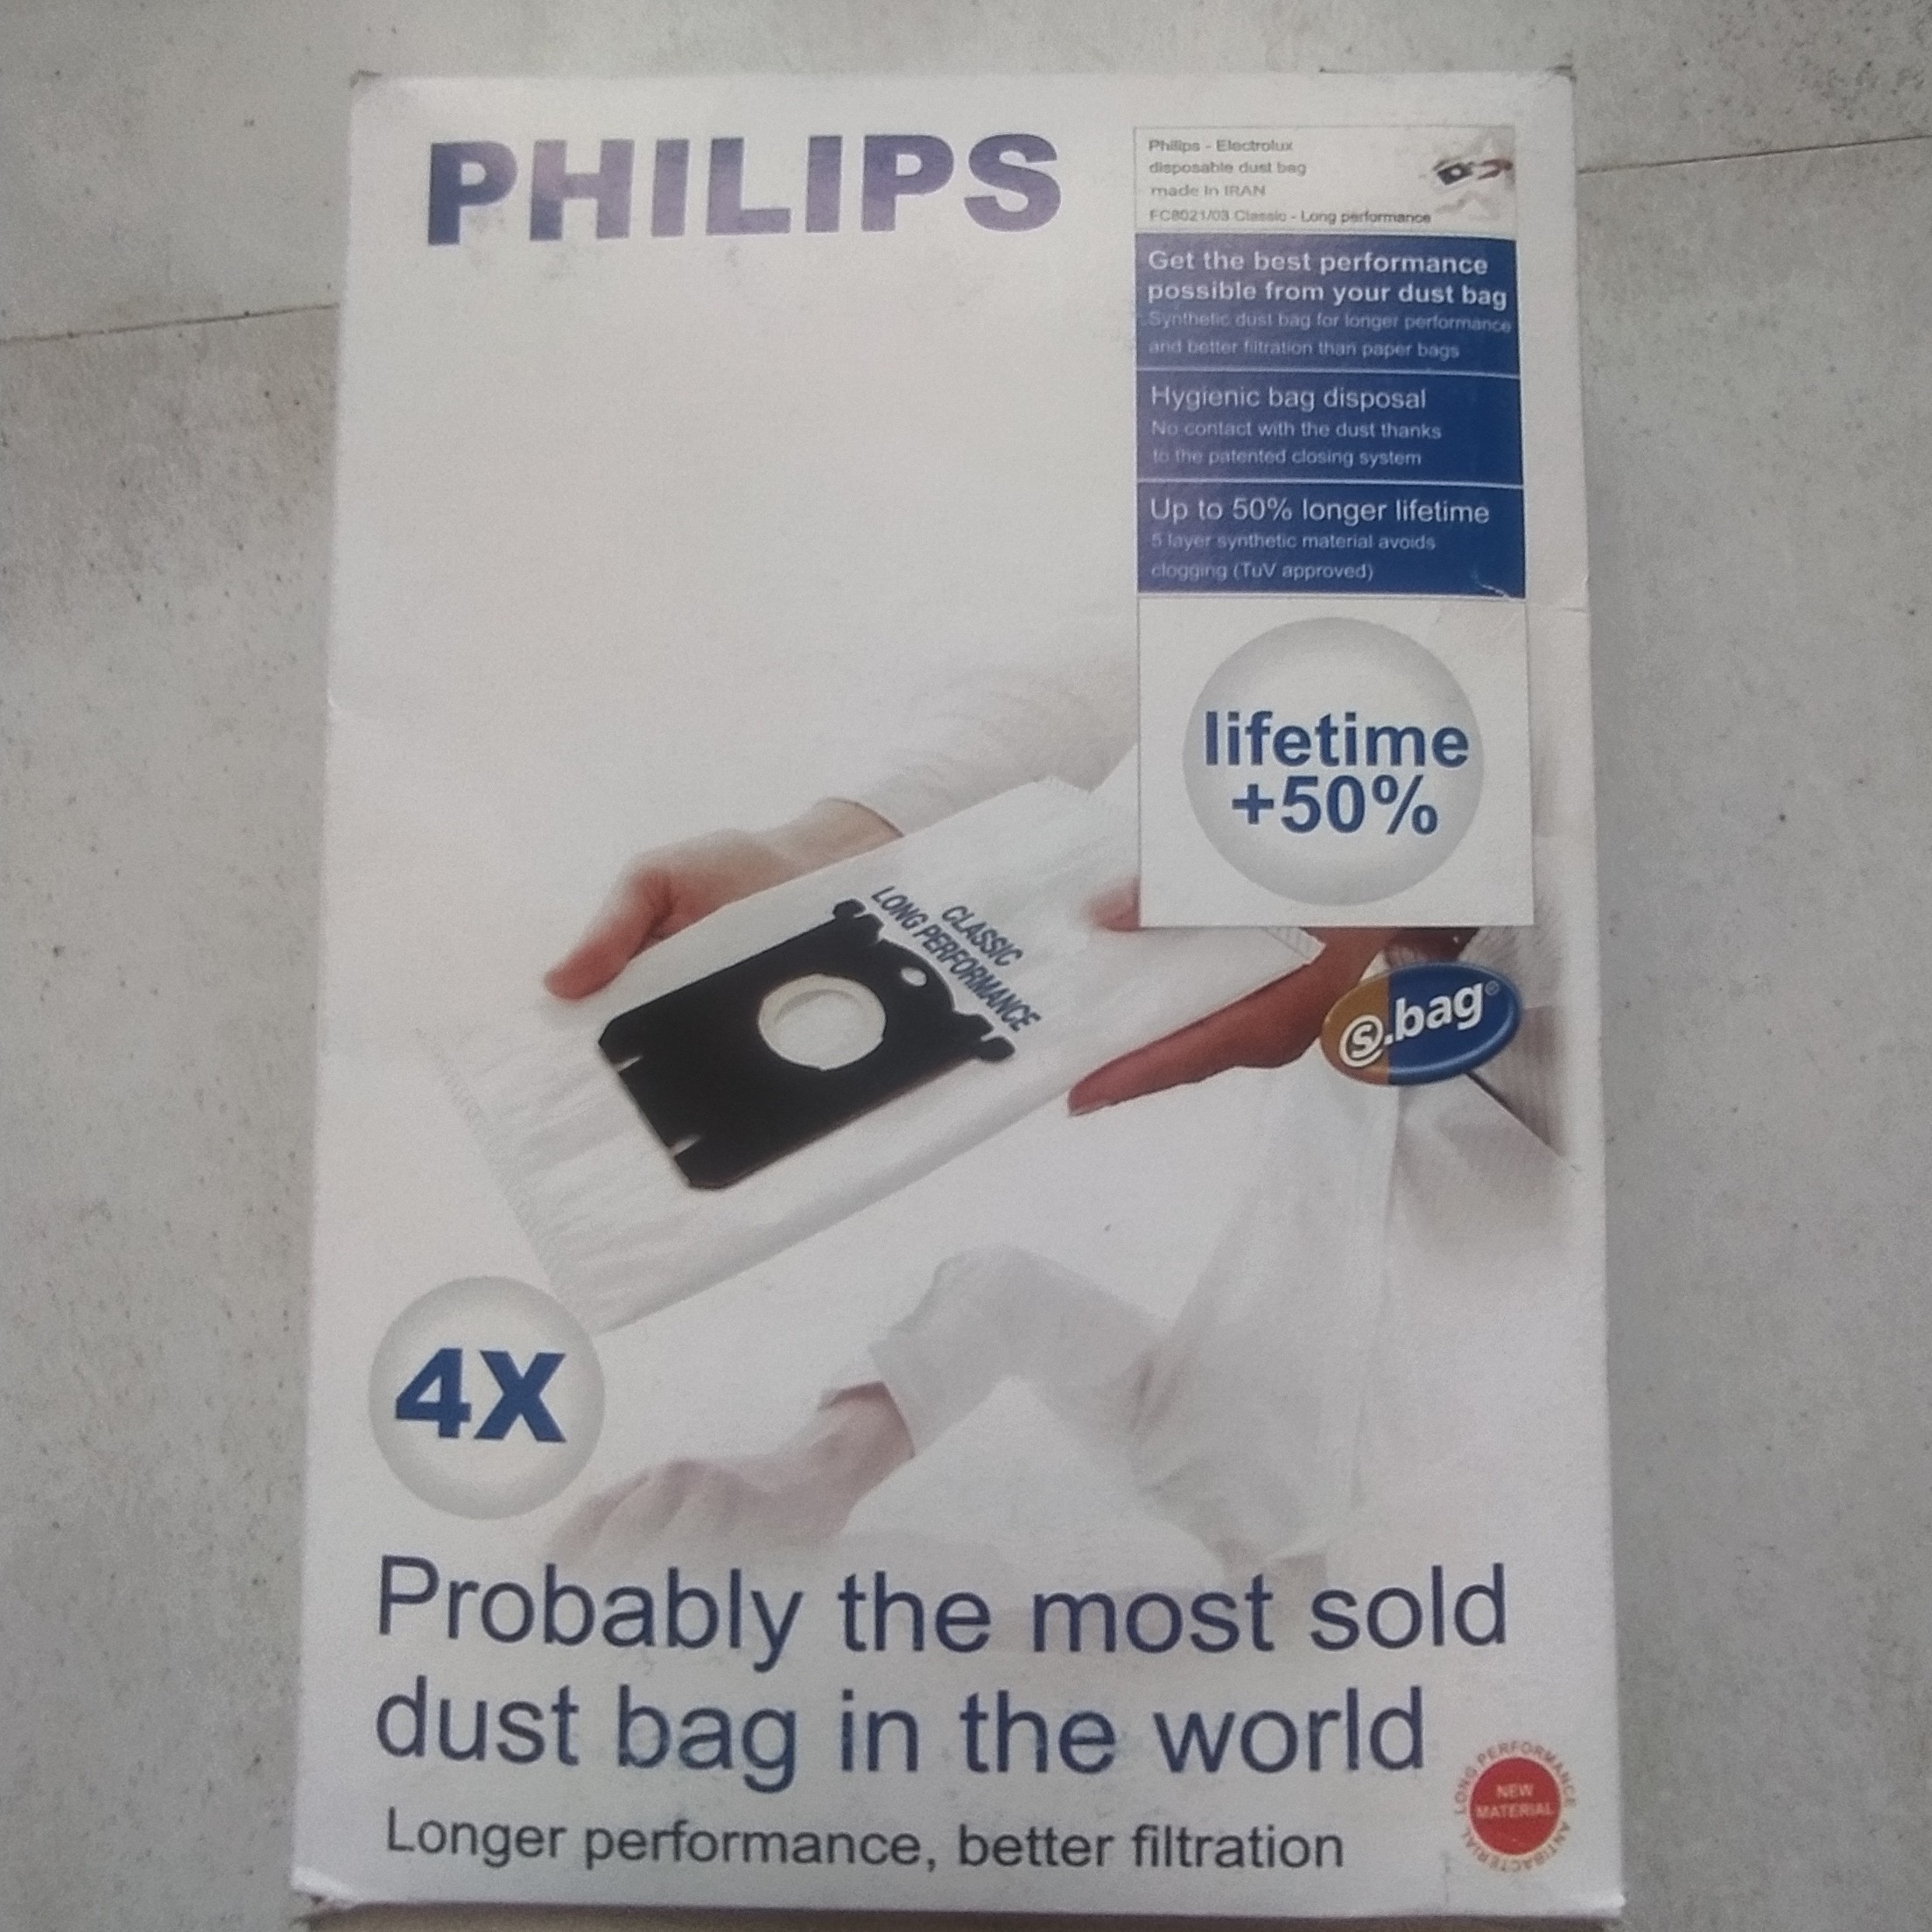 PHILIPS
Philips - Electrolux
disposable dust bag
made in IRAN
FC8021/03 Classic - Long performance
Get the best performance
possible from your dust bag
Synthetic dust bag for longer performance
and better filtration than paper bags
Hygienic bag disposal
No contact with the dust thanks
to the patented closing system
Up to 50% longer lifetime
5 layer synthetic material avoids
clogging (TuV approved)
lifetime
+50%
CLASSIC
LONG PERFORMANCE
s.bag®
4X
Probably the most sold
dust bag in the world
Longer performance, better filtration
LONG PERFORMANCE ANTIBACTERIAL
NEW
MATERIAL